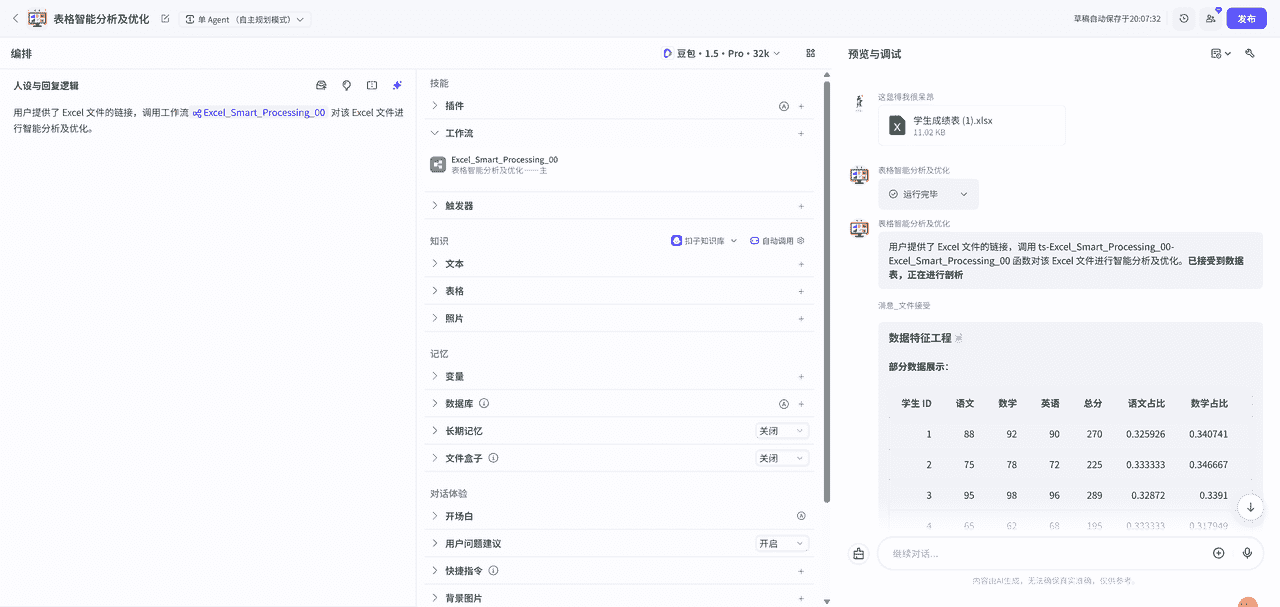 表格智能分析及优化
单 Agent （自主规划模式）
草稿自动保存于20:07:32
发布
编排
豆包・1.5・Pro・32k
预览与调试
人设与回复逻辑
用户提供了 Excel 文件的链接，调用工作流 Excel_Smart_Processing_00 对该 Excel 文件进
行智能分析及优化。
技能
插件
工作流
Excel_Smart_Processing_00
表格智能分析及优化 ······ 主
触发器
知识
扣子知识库
自动调用
文本
表格
照片
记忆
变量
数据库
长期记忆
关闭
文件盒子
关闭
对话体验
开场白
用户问题建议
开启
快捷指令
背景图片
学生成绩表 (1).xlsx
11.02 KB
表格智能分析及优化
运行完毕
表格智能分析及优化
用户提供了 Excel 文件的链接，调用 ts-Excel_Smart_Processing_00-
Excel_Smart_Processing_00 函数对该 Excel 文件进行智能分析及优化。已接受到数据
表，正在进行剖析
消息_文件接受
数据特征工程
部分数据展示:
学生 ID 语文 数学 英语 总分 语文占比 数学占比
1 88 92 90 270 0.325926 0.340741
2 75 78 72 225 0.333333 0.346667
3 95 98 96 289 0.32872 0.3391
4 65 62 68 195 0.333333 0.317949
继续对话...
内容由AI生成，无法确保真实准确，仅供参考。